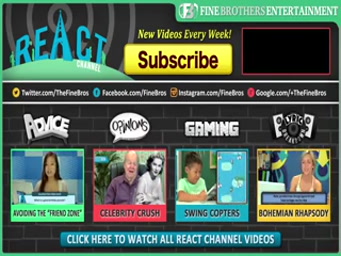 REACT
CHANNEL
FINE BROTHERS ENTERTAINMENT
New Videos Every Week!
Subscribe
Twitter.com/TheFineBros
Facebook.com/FineBros
Instagram.com/FineBros
Google.com/+TheFineBros
ADVICE
OPINIONS
GAMING
LYRIC
AVOIDING THE "FRIEND ZONE"
CELEBRITY CRUSH
SWING COPTERS
BOHEMIAN RHAPSODY
CLICK HERE TO WATCH ALL REACT CHANNEL VIDEOS